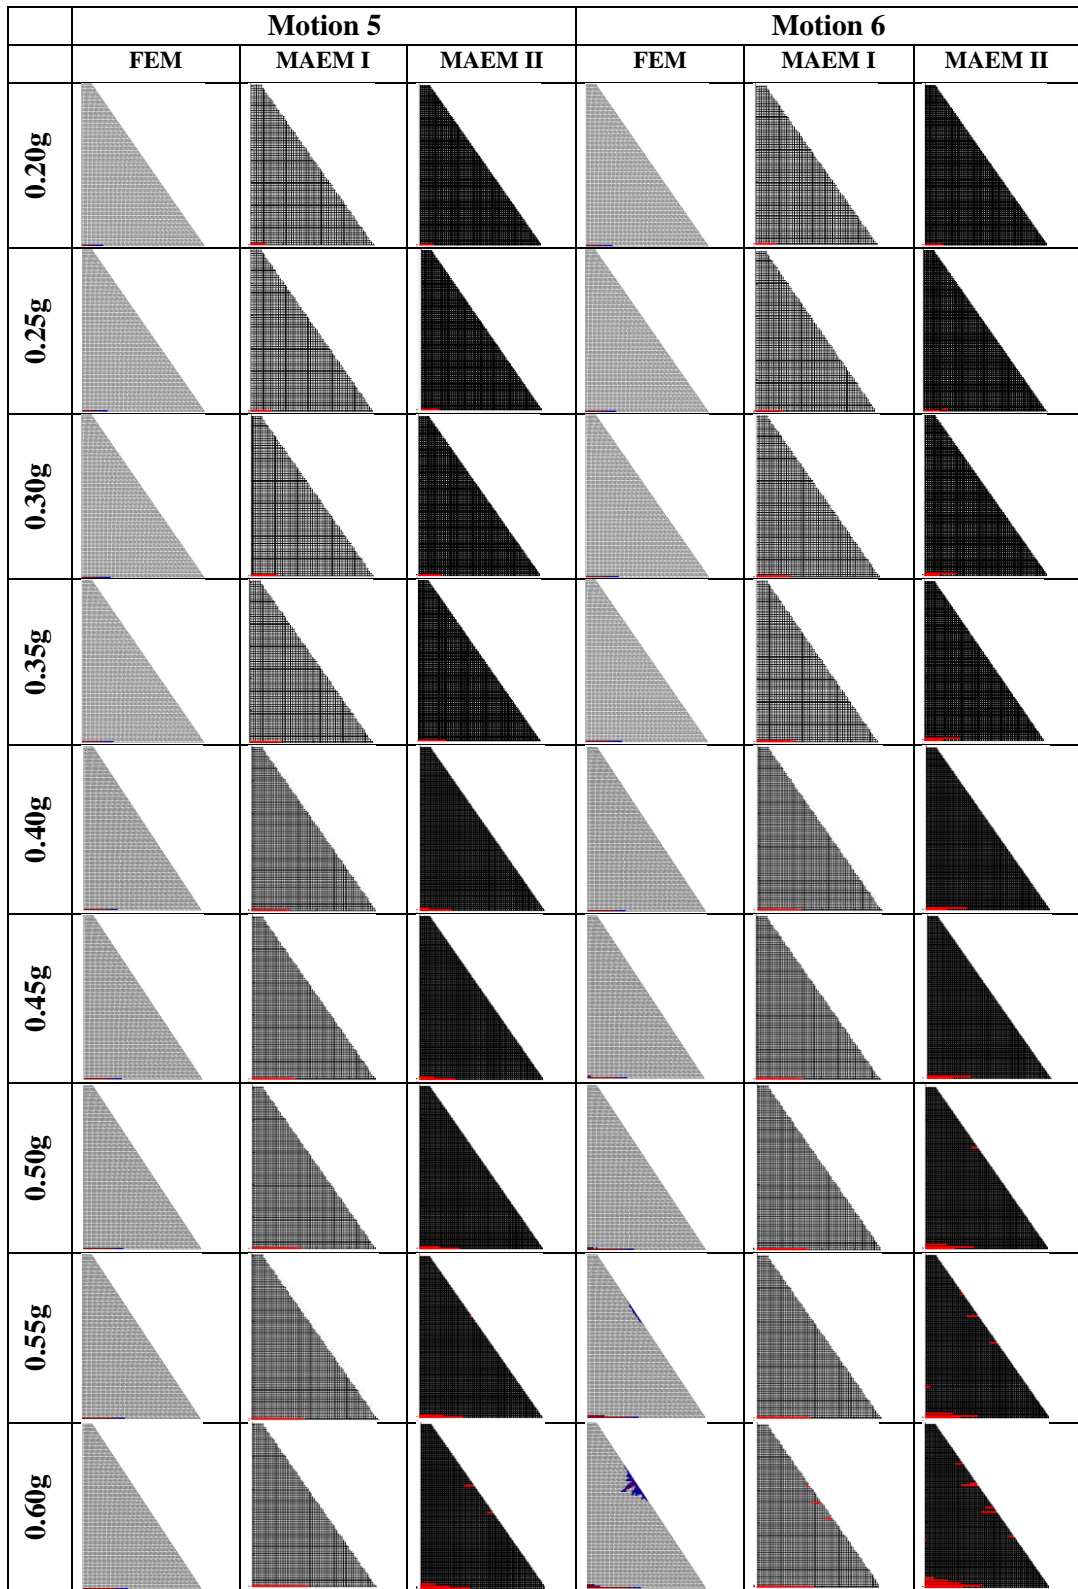 Motion 5 Motion 6
FEM MAEM I MAEM II FEM MAEM I MAEM II
0.20g
0.25g
0.30g
0.35g
0.40g
0.45g
0.50g
0.55g
0.60g